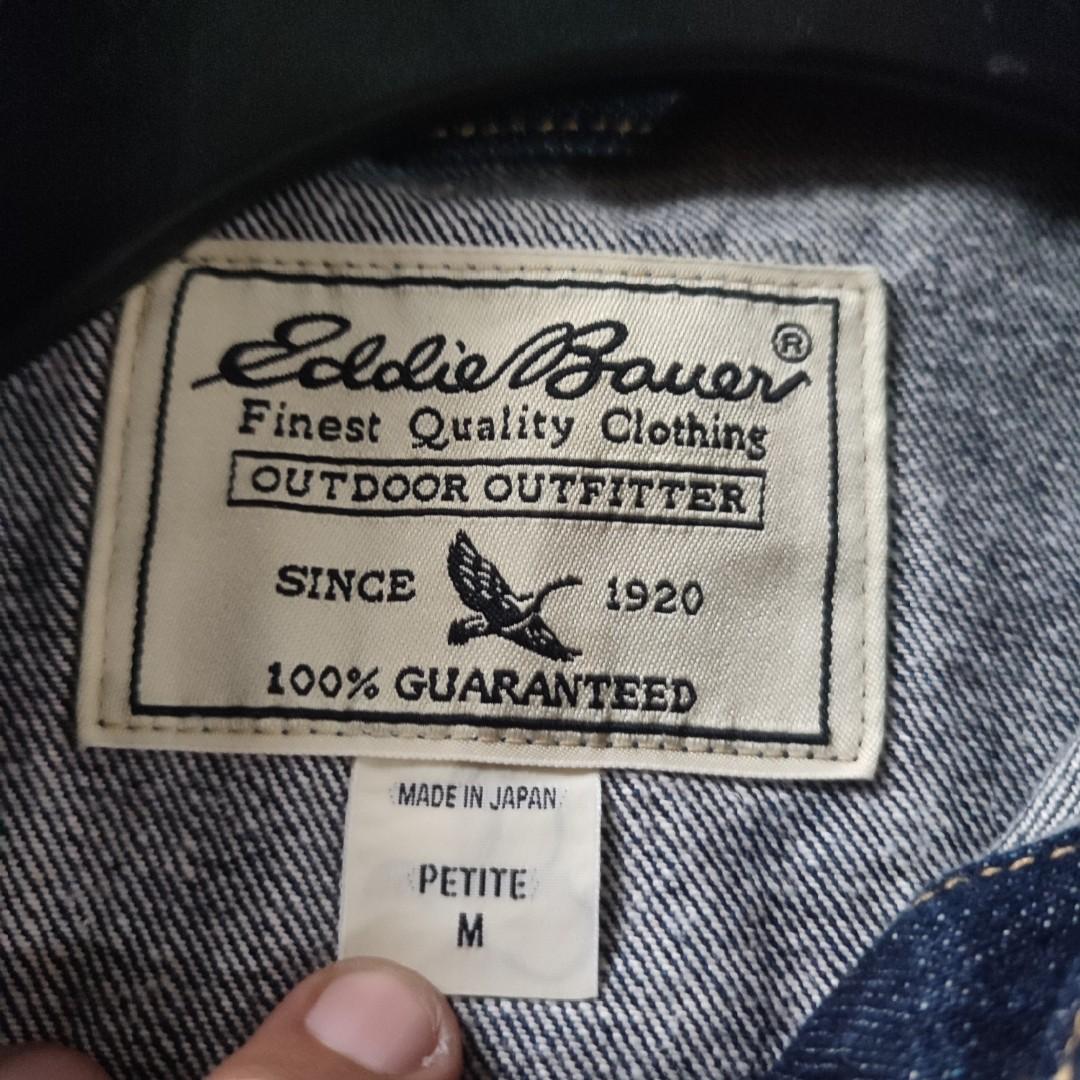 Eddie Bauer ®
Finest Quality Clothing
OUTDOOR OUTFITTER
SINCE 1920
100% GUARANTEED
MADE IN JAPAN
PETITE
M